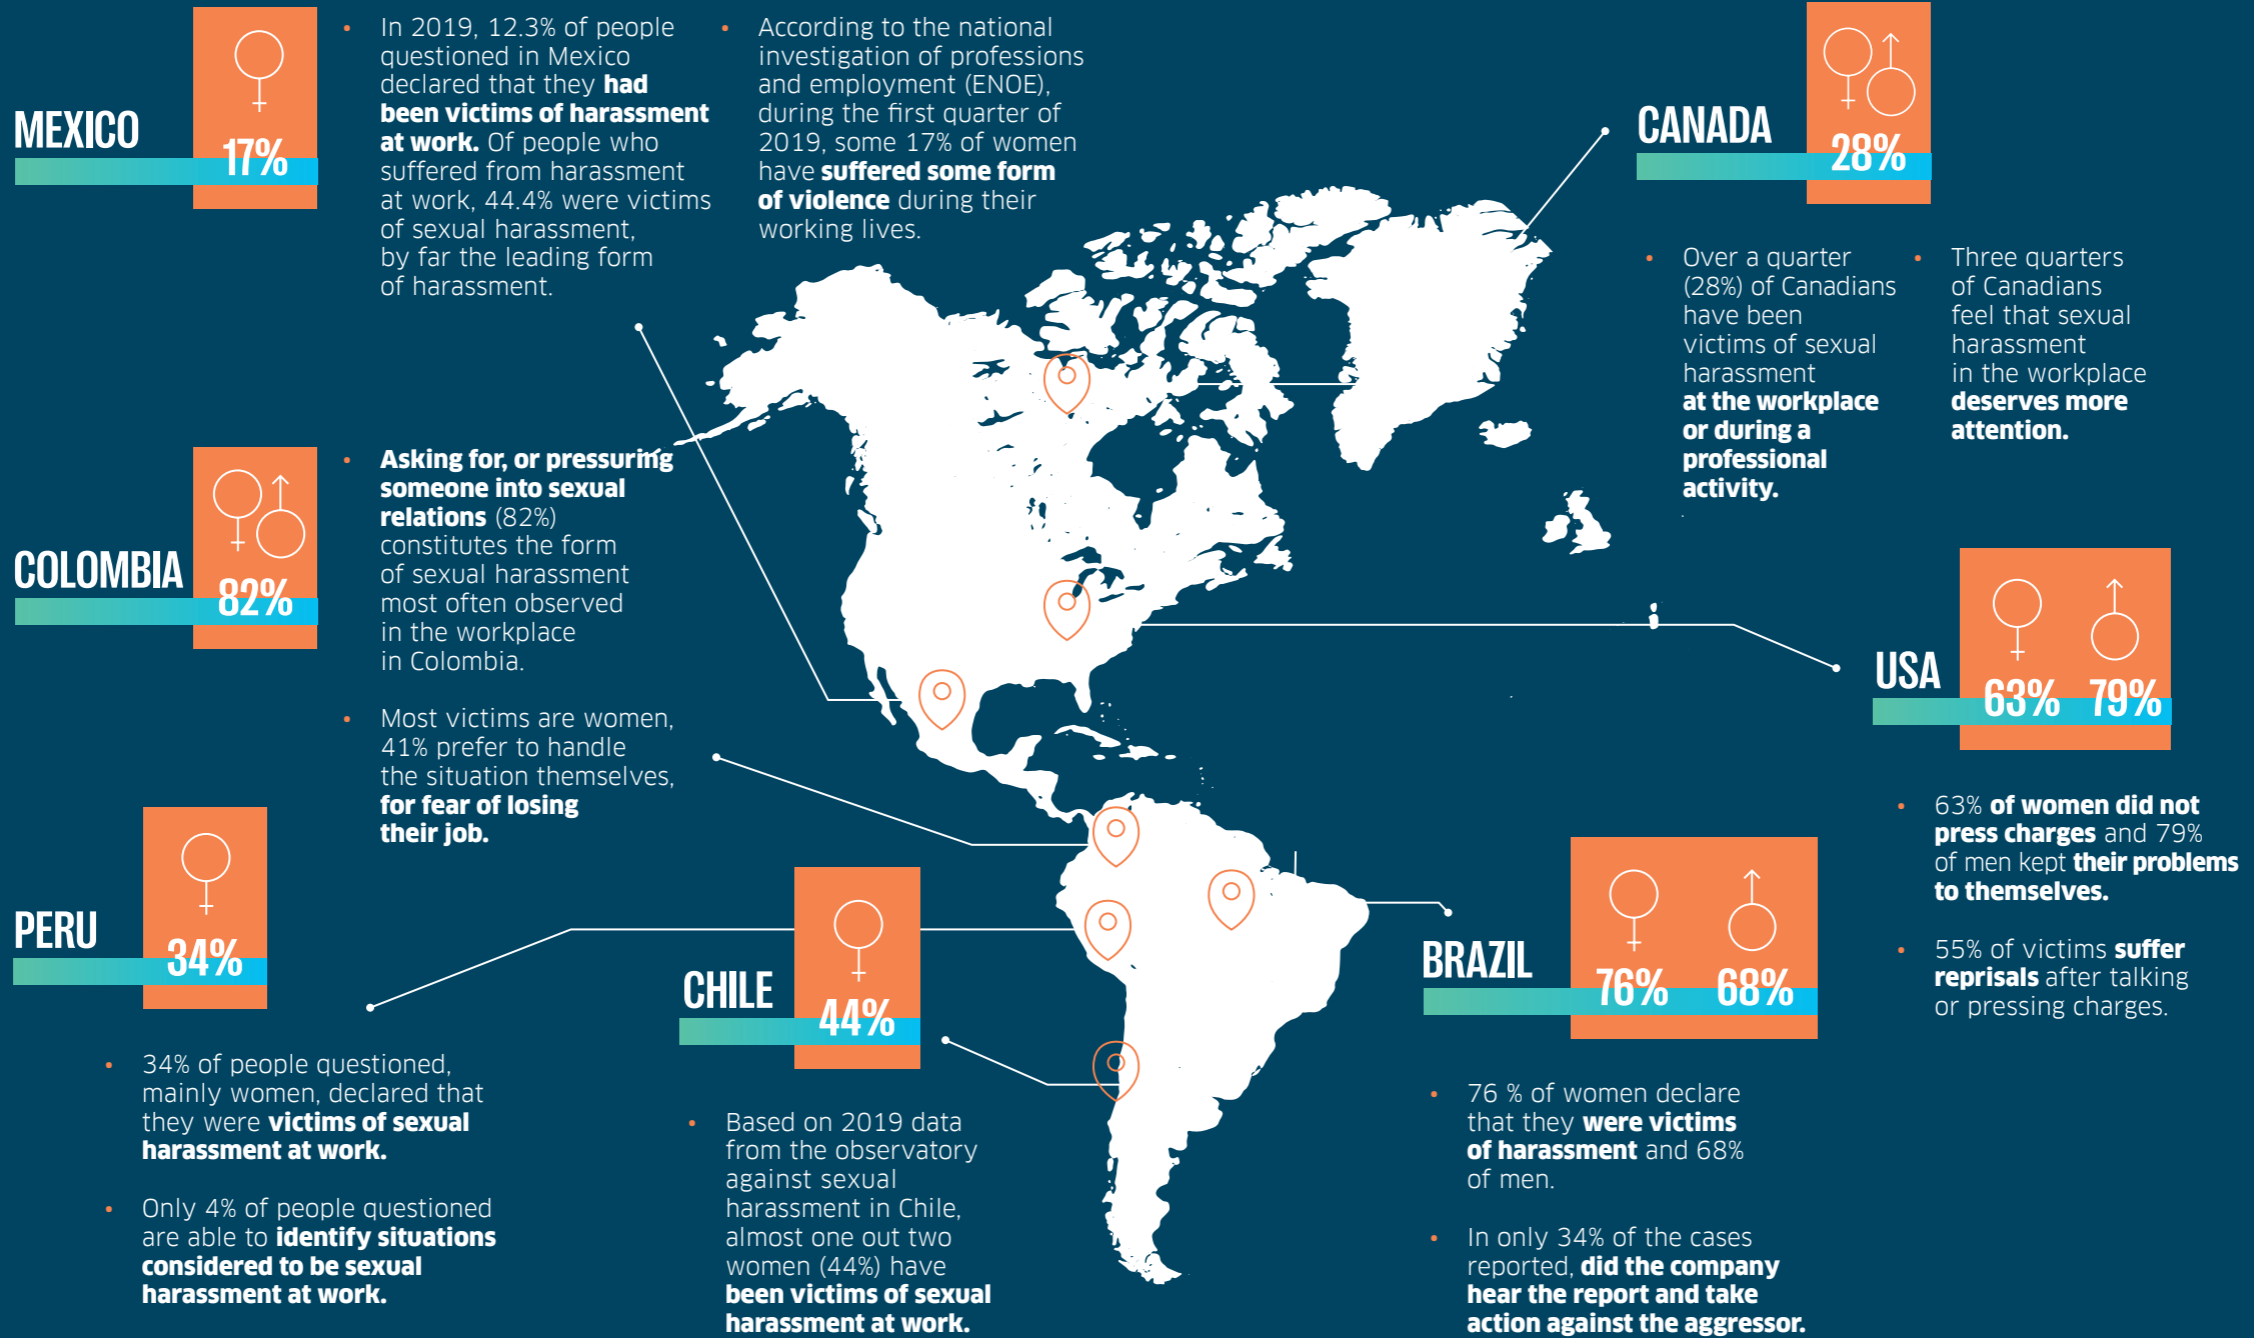 MEXICO
17%
• In 2019, 12.3% of people
questioned in Mexico
declared that they had
been victims of harassment
at work. Of people who
suffered from harassment
at work, 44.4% were victims
of sexual harassment,
by far the leading form
of harassment.
• According to the national
investigation of professions
and employment (ENOE),
during the first quarter of
2019, some 17% of women
have suffered some form
of violence during their
working lives.
CANADA
28%
• Over a quarter
(28%) of Canadians
have been
victims of sexual
harassment
at the workplace
or during a
professional
activity.
• Three quarters
of Canadians
feel that sexual
harassment
in the workplace
deserves more
attention.
COLOMBIA
82%
• Asking for, or pressuring
someone into sexual
relations (82%)
constitutes the form
of sexual harassment
most often observed
in the workplace
in Colombia.
• Most victims are women,
41% prefer to handle
the situation themselves,
for fear of losing
their job.
USA
63% 79%
• 63% of women did not
press charges and 79%
of men kept their problems
to themselves.
• 55% of victims suffer
reprisals after talking
or pressing charges.
PERU
34%
• 34% of people questioned,
mainly women, declared that
they were victims of sexual
harassment at work.
• Only 4% of people questioned
are able to identify situations
considered to be sexual
harassment at work.
CHILE
44%
• Based on 2019 data
from the observatory
against sexual
harassment in Chile,
almost one out two
women (44%) have
been victims of sexual
harassment at work.
BRAZIL
76% 68%
• 76 % of women declare
that they were victims
of harassment and 68%
of men.
• In only 34% of the cases
reported, did the company
hear the report and take
action against the aggressor.